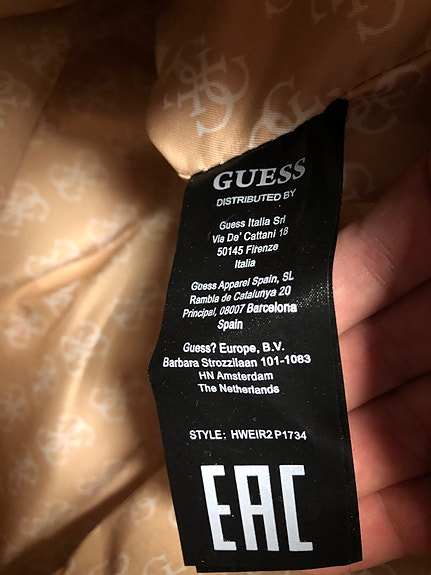 GUESS
DISTRIBUTED BY
Guess Italia Srl
Via De' Cattani 18
50145 Firenze
Italia
Guess Apparel Spain, SL
Rambla de Catalunya 20
Principal, 08007 Barcelona
Spain
Guess? Europe, B.V.
Barbara Strozzilaan 101-1083
HN Amsterdam
The Netherlands
STYLE; HWEIR2 P1734
EAC